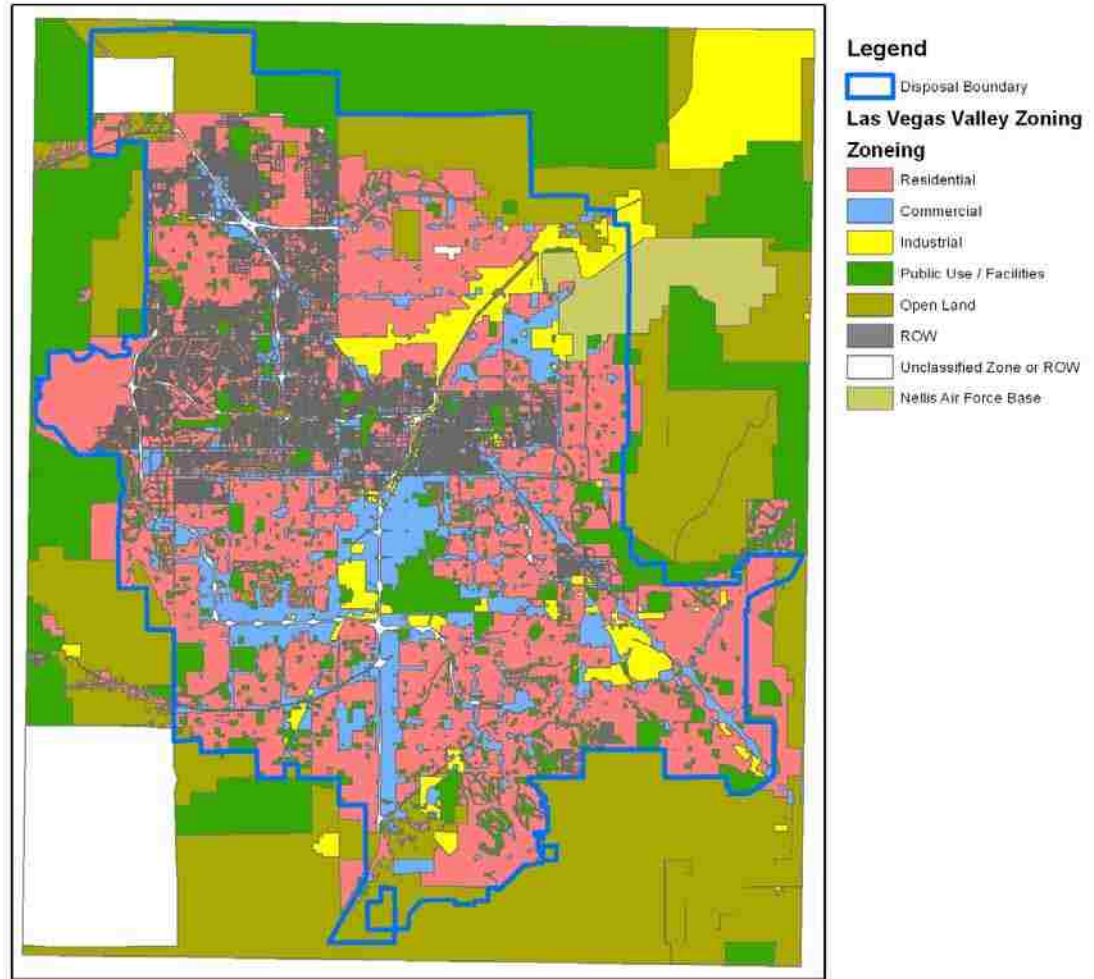 Legend
Disposal Boundary
Las Vegas Valley Zoning
Zoneing
Residential
Commercial
Industrial
Public Use / Facilities
Open Land
ROW
Unclassified Zone or ROW
Nellis Air Force Base